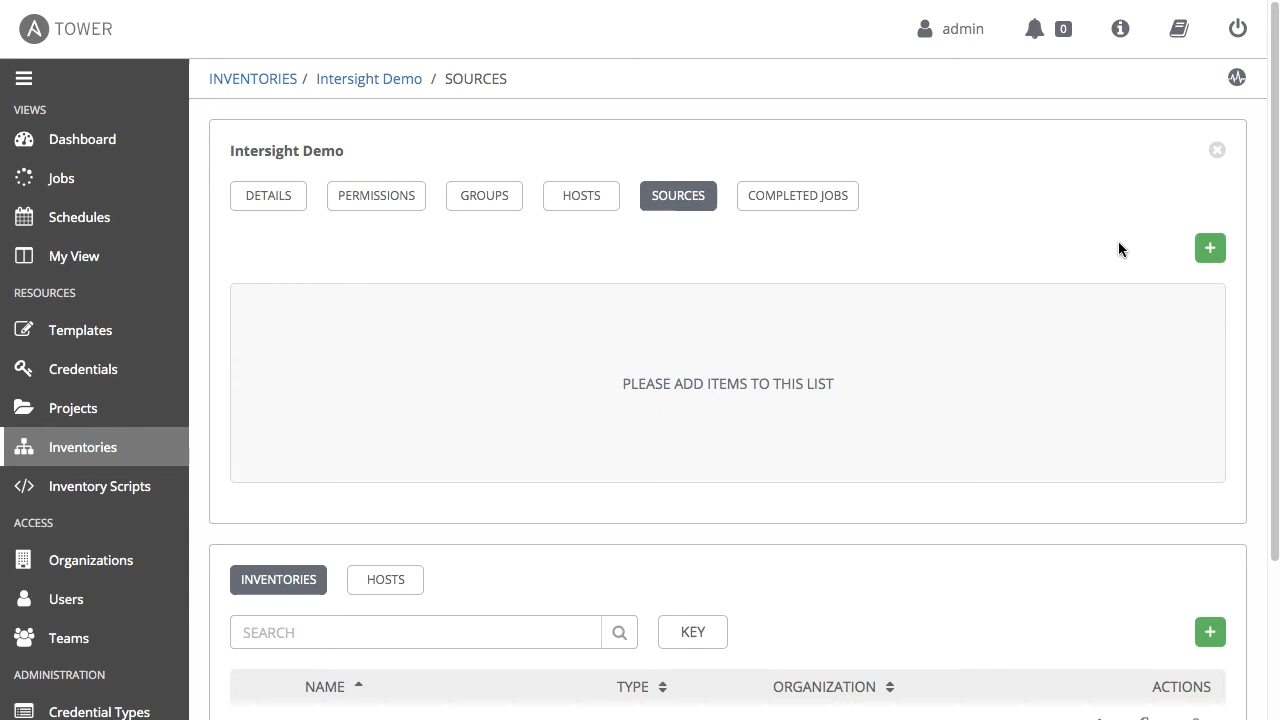 TOWER
admin
0
INVENTORIES / Intersight Demo / SOURCES
VIEWS
Dashboard
Jobs
Schedules
My View
RESOURCES
Templates
Credentials
Projects
Inventories
Inventory Scripts
ACCESS
Organizations
Users
Teams
ADMINISTRATION
Credential Types
Intersight Demo
DETAILS PERMISSIONS GROUPS HOSTS SOURCES COMPLETED JOBS
+
PLEASE ADD ITEMS TO THIS LIST
INVENTORIES HOSTS
SEARCH KEY +
NAME TYPE ORGANIZATION ACTIONS